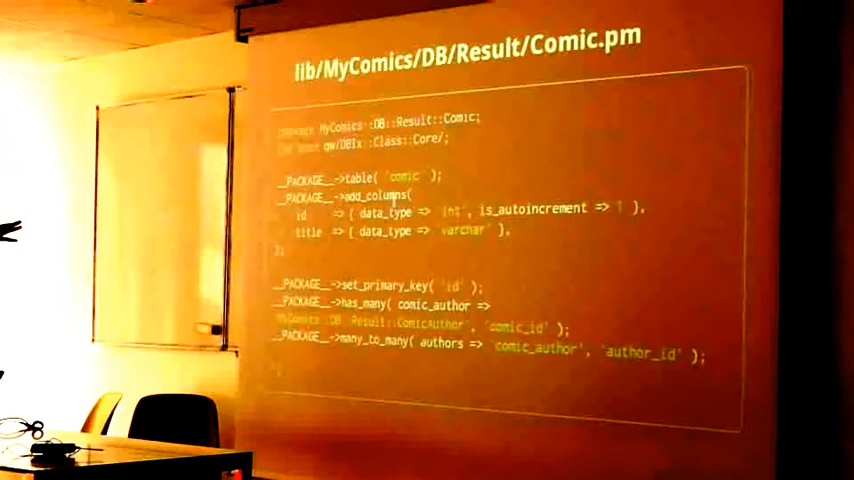 lib/MyComics/DB/Result/Comic.pm
package MyComics::DB::Result::Comic;
use base qw/DBIx::Class::Core/;
__PACKAGE__->table( 'comic' );
__PACKAGE__->add_columns(
id => { data_type => 'int', is_autoincrement => 1 },
title => { data_type => 'varchar' },
);
__PACKAGE__->set_primary_key( 'id' );
__PACKAGE__->has_many( comic_author =>
'MyComics::DB::Result::ComicAuthor', 'comic_id' );
__PACKAGE__->many_to_many( authors => 'comic_author', 'author_id' );